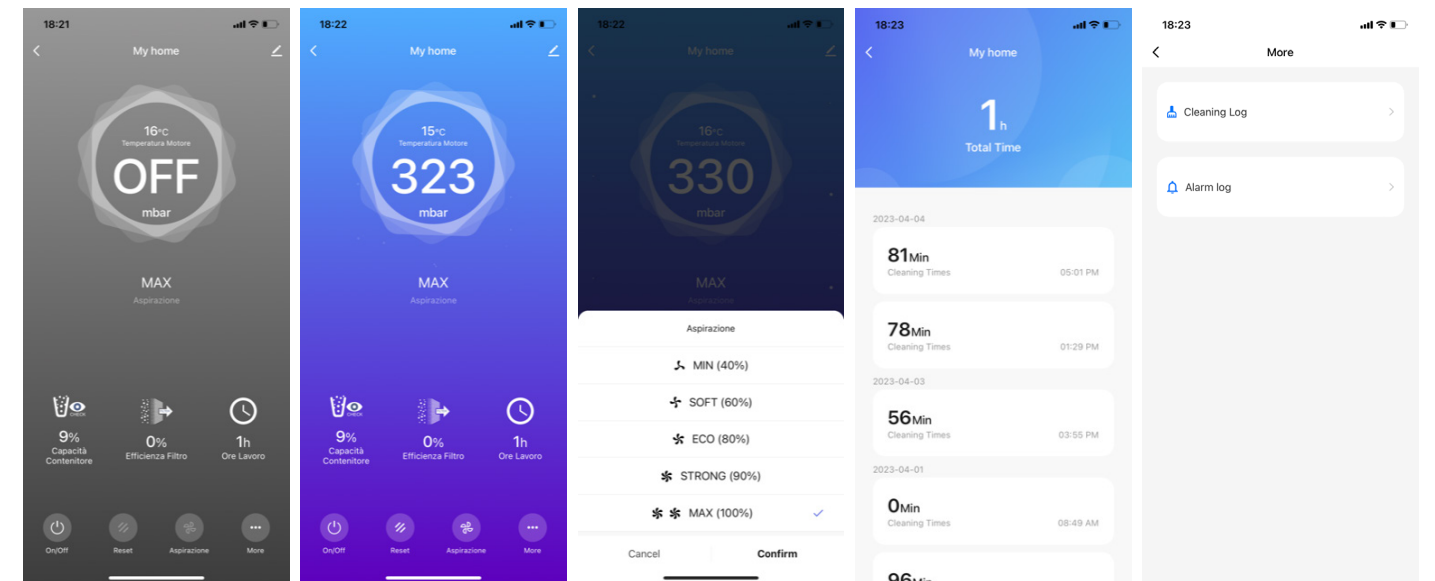 18:21
My home
16°C
Temperatura Motore
OFF
mbar
MAX
Aspirazione
CHECK
9%
Capacità
Contenitore
0%
Efficienza Filtro
1h
Ore Lavoro
On/Off
Reset
Aspirazione
More
18:22
My home
15°C
Temperatura Motore
323
mbar
MAX
Aspirazione
CHECK
9%
Capacità
Contenitore
0%
Efficienza Filtro
1h
Ore Lavoro
On/Off
Reset
Aspirazione
More
18:22
My home
16°C
Temperatura Motore
330
mbar
MAX
Aspirazione
Aspirazione
MIN (40%)
SOFT (60%)
ECO (80%)
STRONG (90%)
MAX (100%)
Cancel
Confirm
18:23
My home
1h
Total Time
2023-04-04
81Min
Cleaning Times
05:01 PM
78Min
Cleaning Times
01:29 PM
2023-04-03
56Min
Cleaning Times
03:55 PM
2023-04-01
0Min
Cleaning Times
08:49 AM
96Min
18:23
More
Cleaning Log
Alarm log